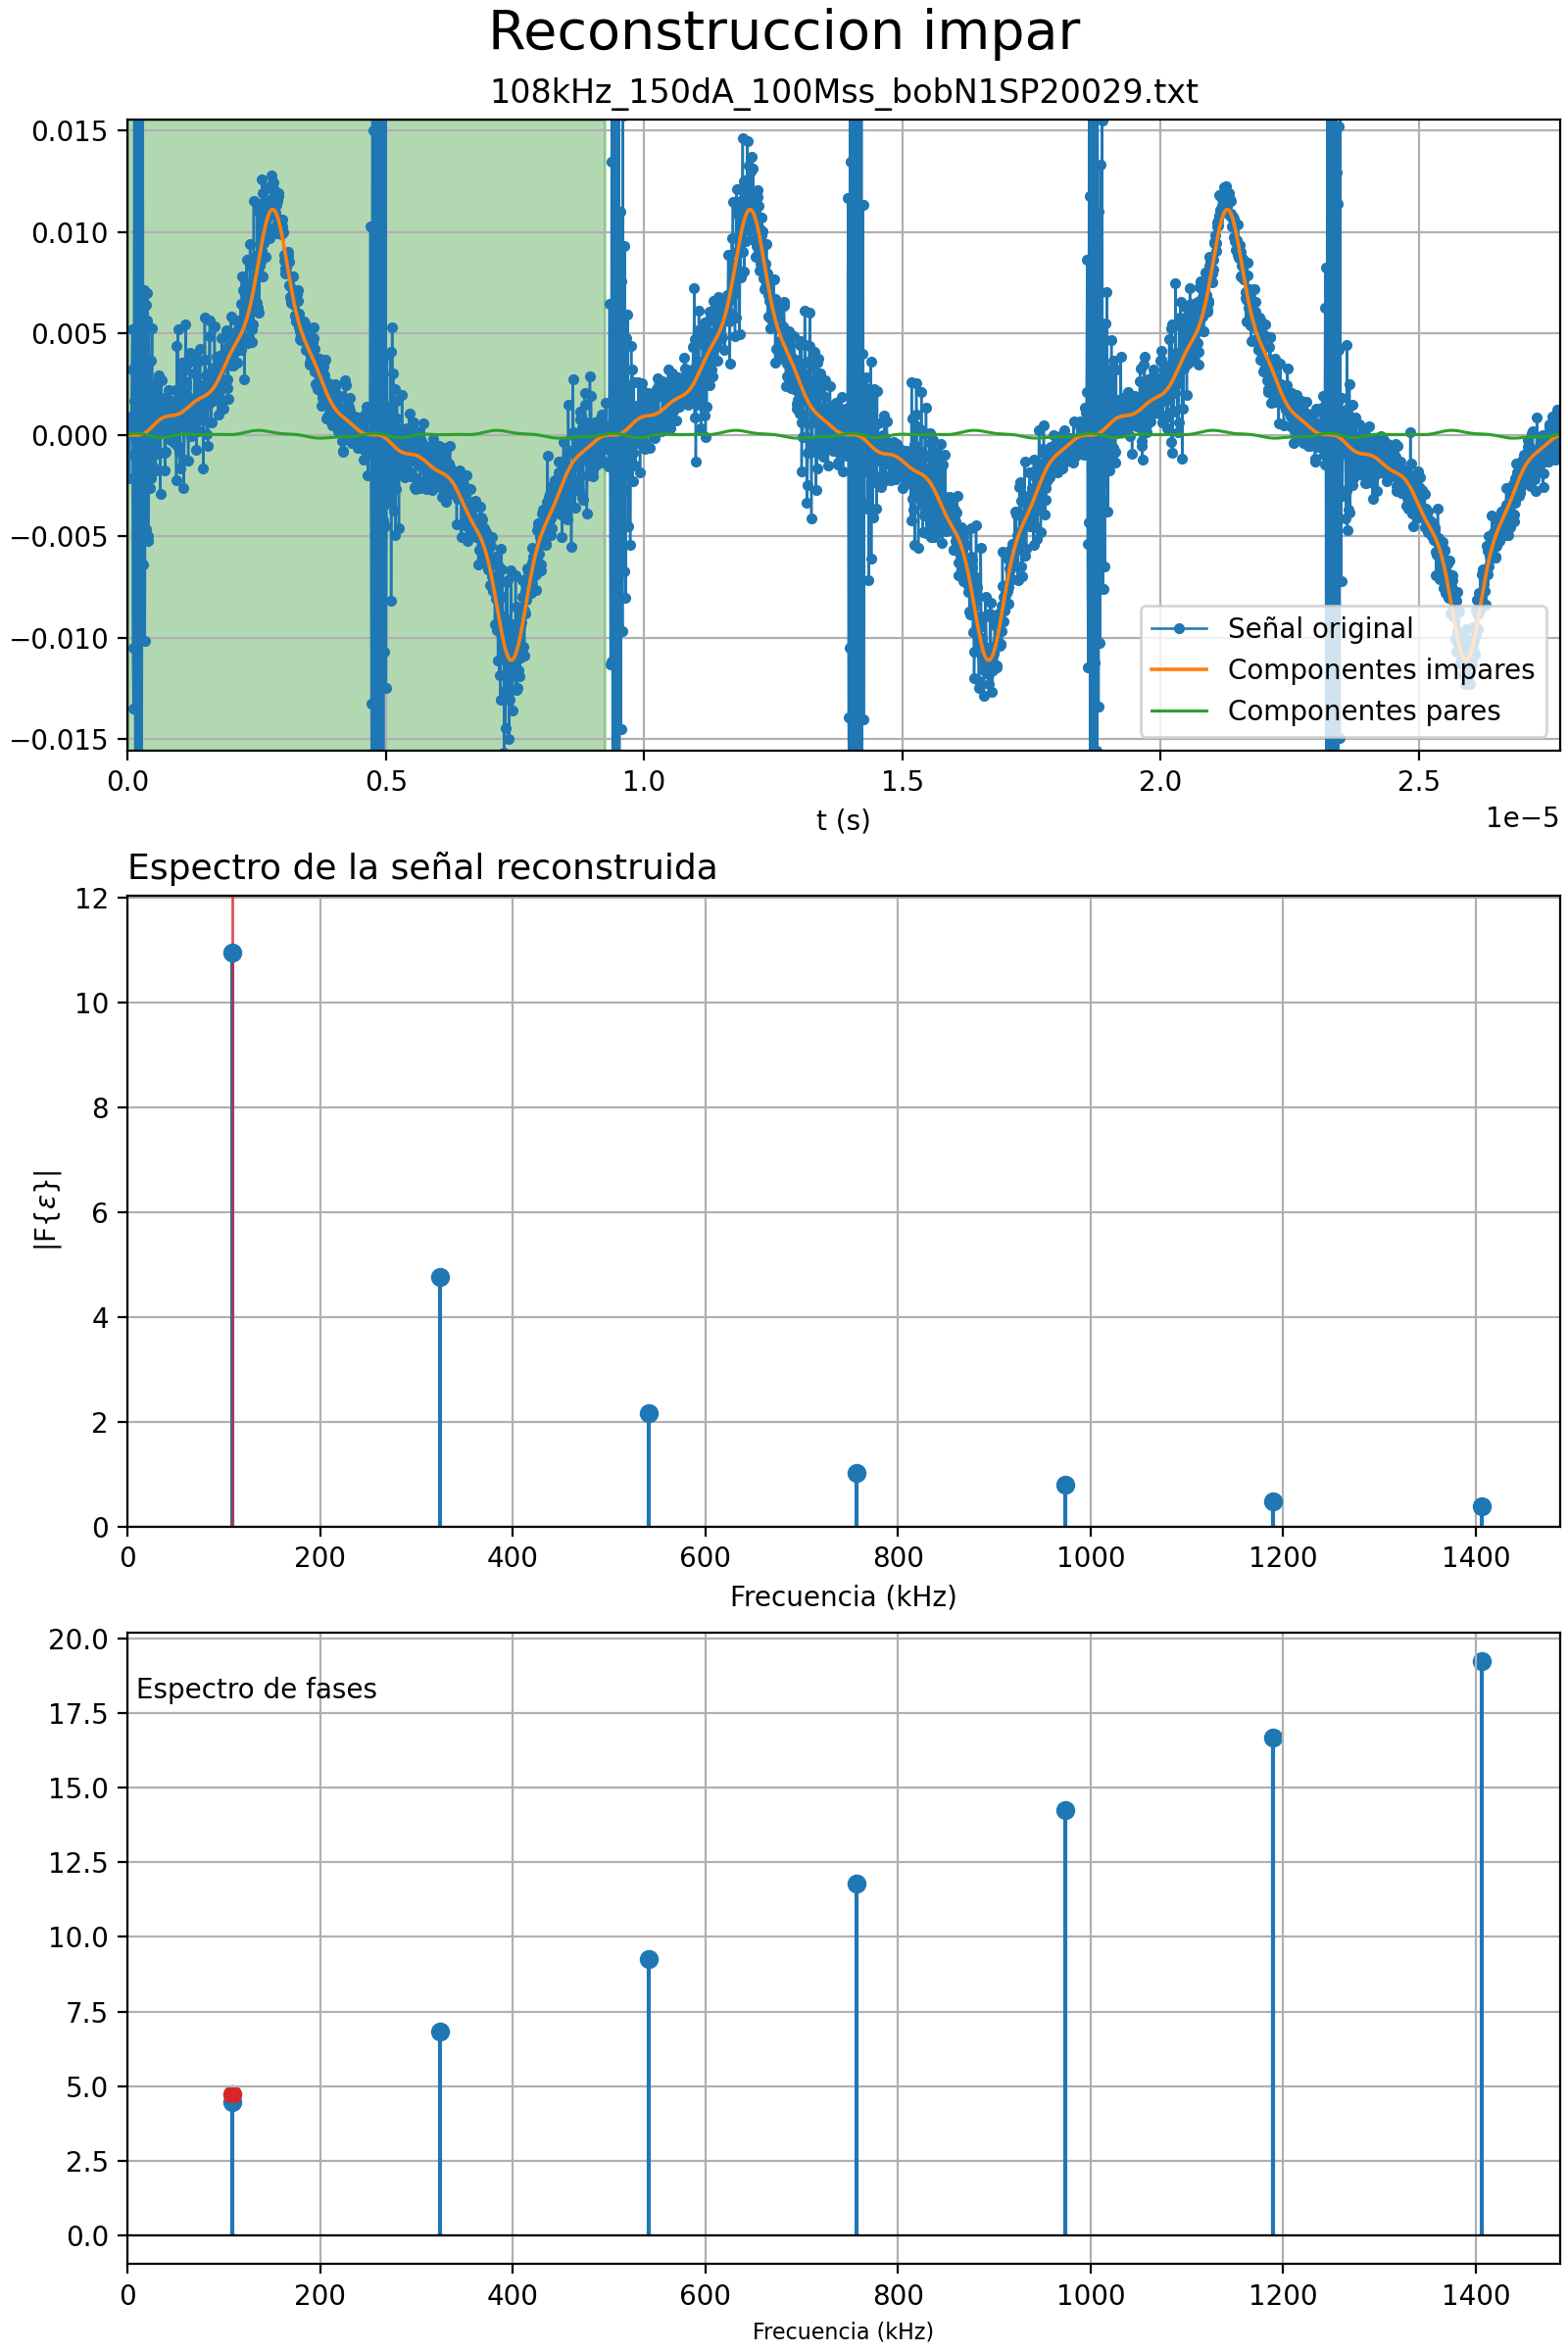 Reconstruccion impar
108kHz_150dA_100Mss_bobN1SP20029.txt
0.015
0.010
0.005
0.000
−0.005
−0.010
−0.015
Señal original
Componentes impares
Componentes pares
0.0 0.5 1.0 1.5 2.0 2.5
1e−5
t (s)
Espectro de la señal reconstruida
12
10
8
6
4
2
0
|F{ε}|
0 200 400 600 800 1000 1200 1400
Frecuencia (kHz)
Espectro de fases
20.0
17.5
15.0
12.5
10.0
7.5
5.0
2.5
0.0
0 200 400 600 800 1000 1200 1400
Frecuencia (kHz)